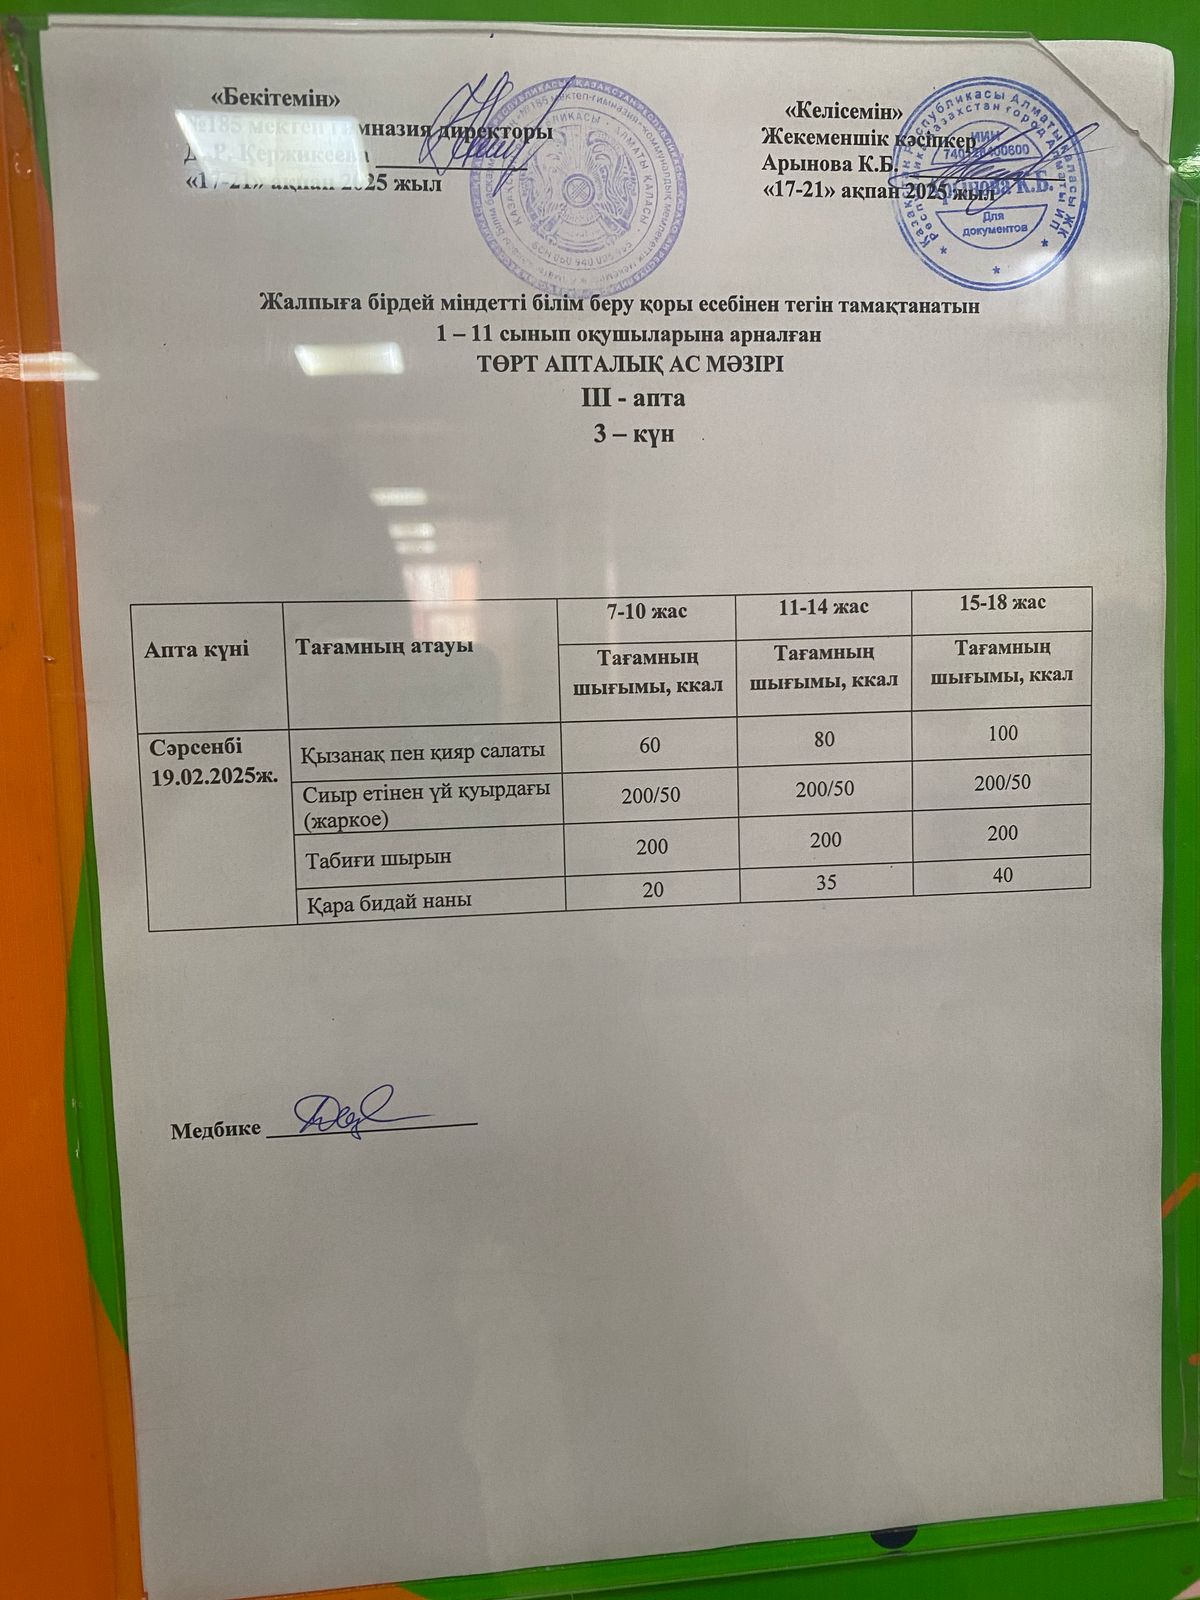 «Бекітемін»
№185 мектеп-гимназия директоры
Кержикеева
«17-21» ақпан 2025 жыл
«Келісемін»
Жекеменшік кәсіпкер
Арынова К.Б.
«17-21» ақпан 2025 жыл
ИИН
Арынова К.Б.
Для
документов
Жалпыға бірдей міндетті білім беру қоры есебінен тегін тамақтанатын
1 – 11 сынып оқушыларына арналған
ТӨРТ АПТАЛЫҚ АС МӘЗІРІ
III - апта
3 – күн
Апта күні Тағамның атауы 7-10 жас 11-14 жас 15-18 жас
Тағамның Тағамның Тағамның
шығымы, ккал шығымы, ккал шығымы, ккал
Сәрсенбі
19.02.2025ж.
Қызанақ пен қияр салаты 60 80 100
Сиыр етінен үй қуырдағы
(жаркое) 200/50 200/50 200/50
Табиғи шырын 200 200 200
Қара бидай наны 20 35 40
Медбике